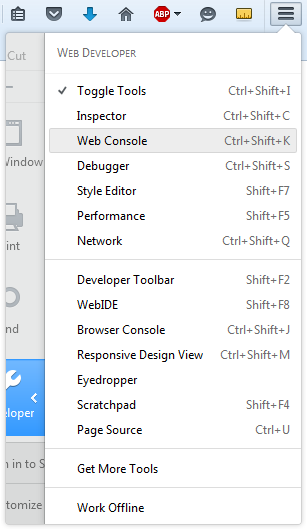 ABP
Cut
Window
int
nd
eloper
n in to S
tomize
WEB DEVELOPER
Toggle Tools Ctrl+Shift+I
Inspector Ctrl+Shift+C
Web Console Ctrl+Shift+K
Debugger Ctrl+Shift+S
Style Editor Shift+F7
Performance Shift+F5
Network Ctrl+Shift+Q
Developer Toolbar Shift+F2
WebIDE Shift+F8
Browser Console Ctrl+Shift+J
Responsive Design View Ctrl+Shift+M
Eyedropper
Scratchpad Shift+F4
Page Source Ctrl+U
Get More Tools
Work Offline